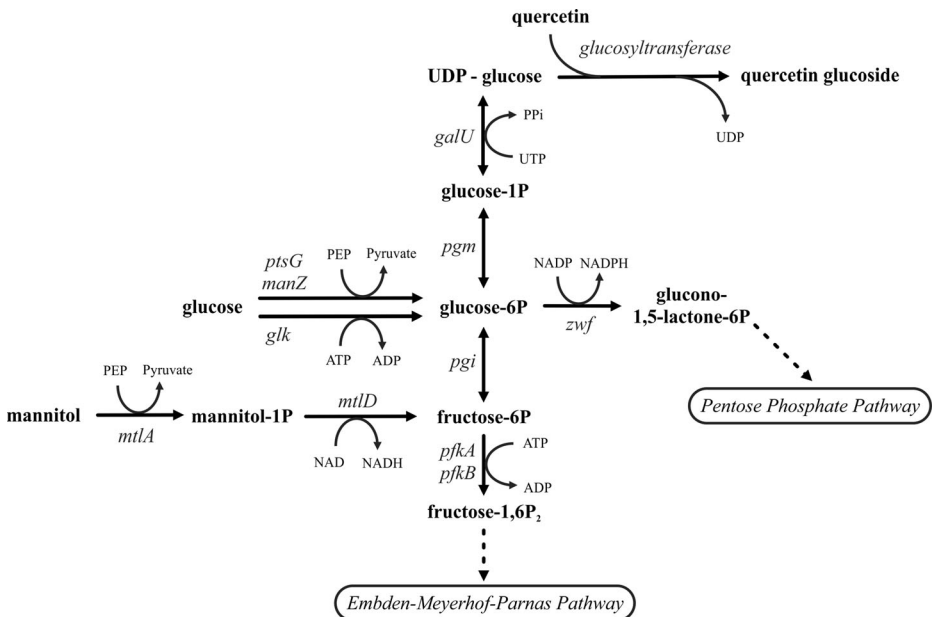 quercetin
glucosyltransferase
UDP - glucose
quercetin glucoside
PPi
galU
UDP
UTP
glucose-1P
pgm
ptsG
PEP
Pyruvate
manZ
NADP
NADPH
glucose
glucose-6P
glucono-
1,5-lactone-6P
glk
zwf
ATP
ADP
pgi
PEP
Pyruvate
mtlD
Pentose Phosphate Pathway
mannitol
mannitol-1P
fructose-6P
mtlA
pfkA
ATP
NAD
NADH
pfkB
ADP
fructose-1,6P₂
Embden-Meyerhof-Parnas Pathway